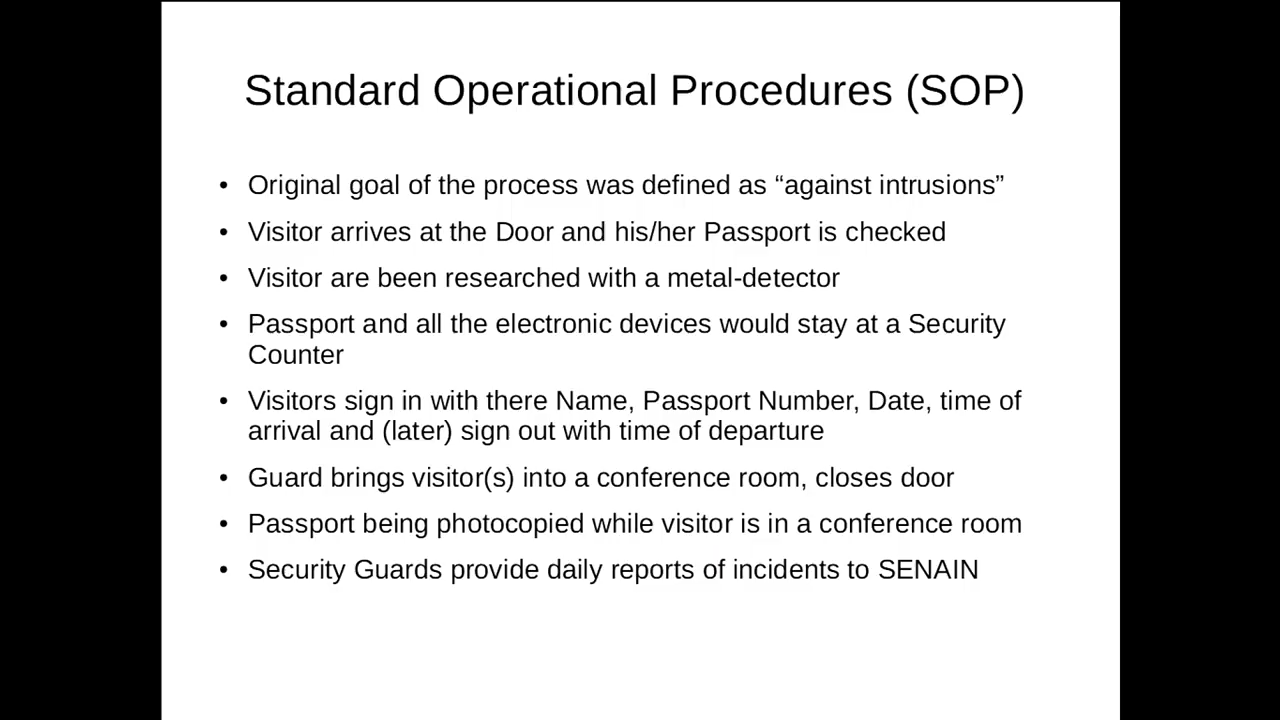 Standard Operational Procedures (SOP)
• Original goal of the process was defined as “against intrusions”
• Visitor arrives at the Door and his/her Passport is checked
• Visitor are been researched with a metal-detector
• Passport and all the electronic devices would stay at a Security
Counter
• Visitors sign in with there Name, Passport Number, Date, time of
arrival and (later) sign out with time of departure
• Guard brings visitor(s) into a conference room, closes door
• Passport being photocopied while visitor is in a conference room
• Security Guards provide daily reports of incidents to SENAIN